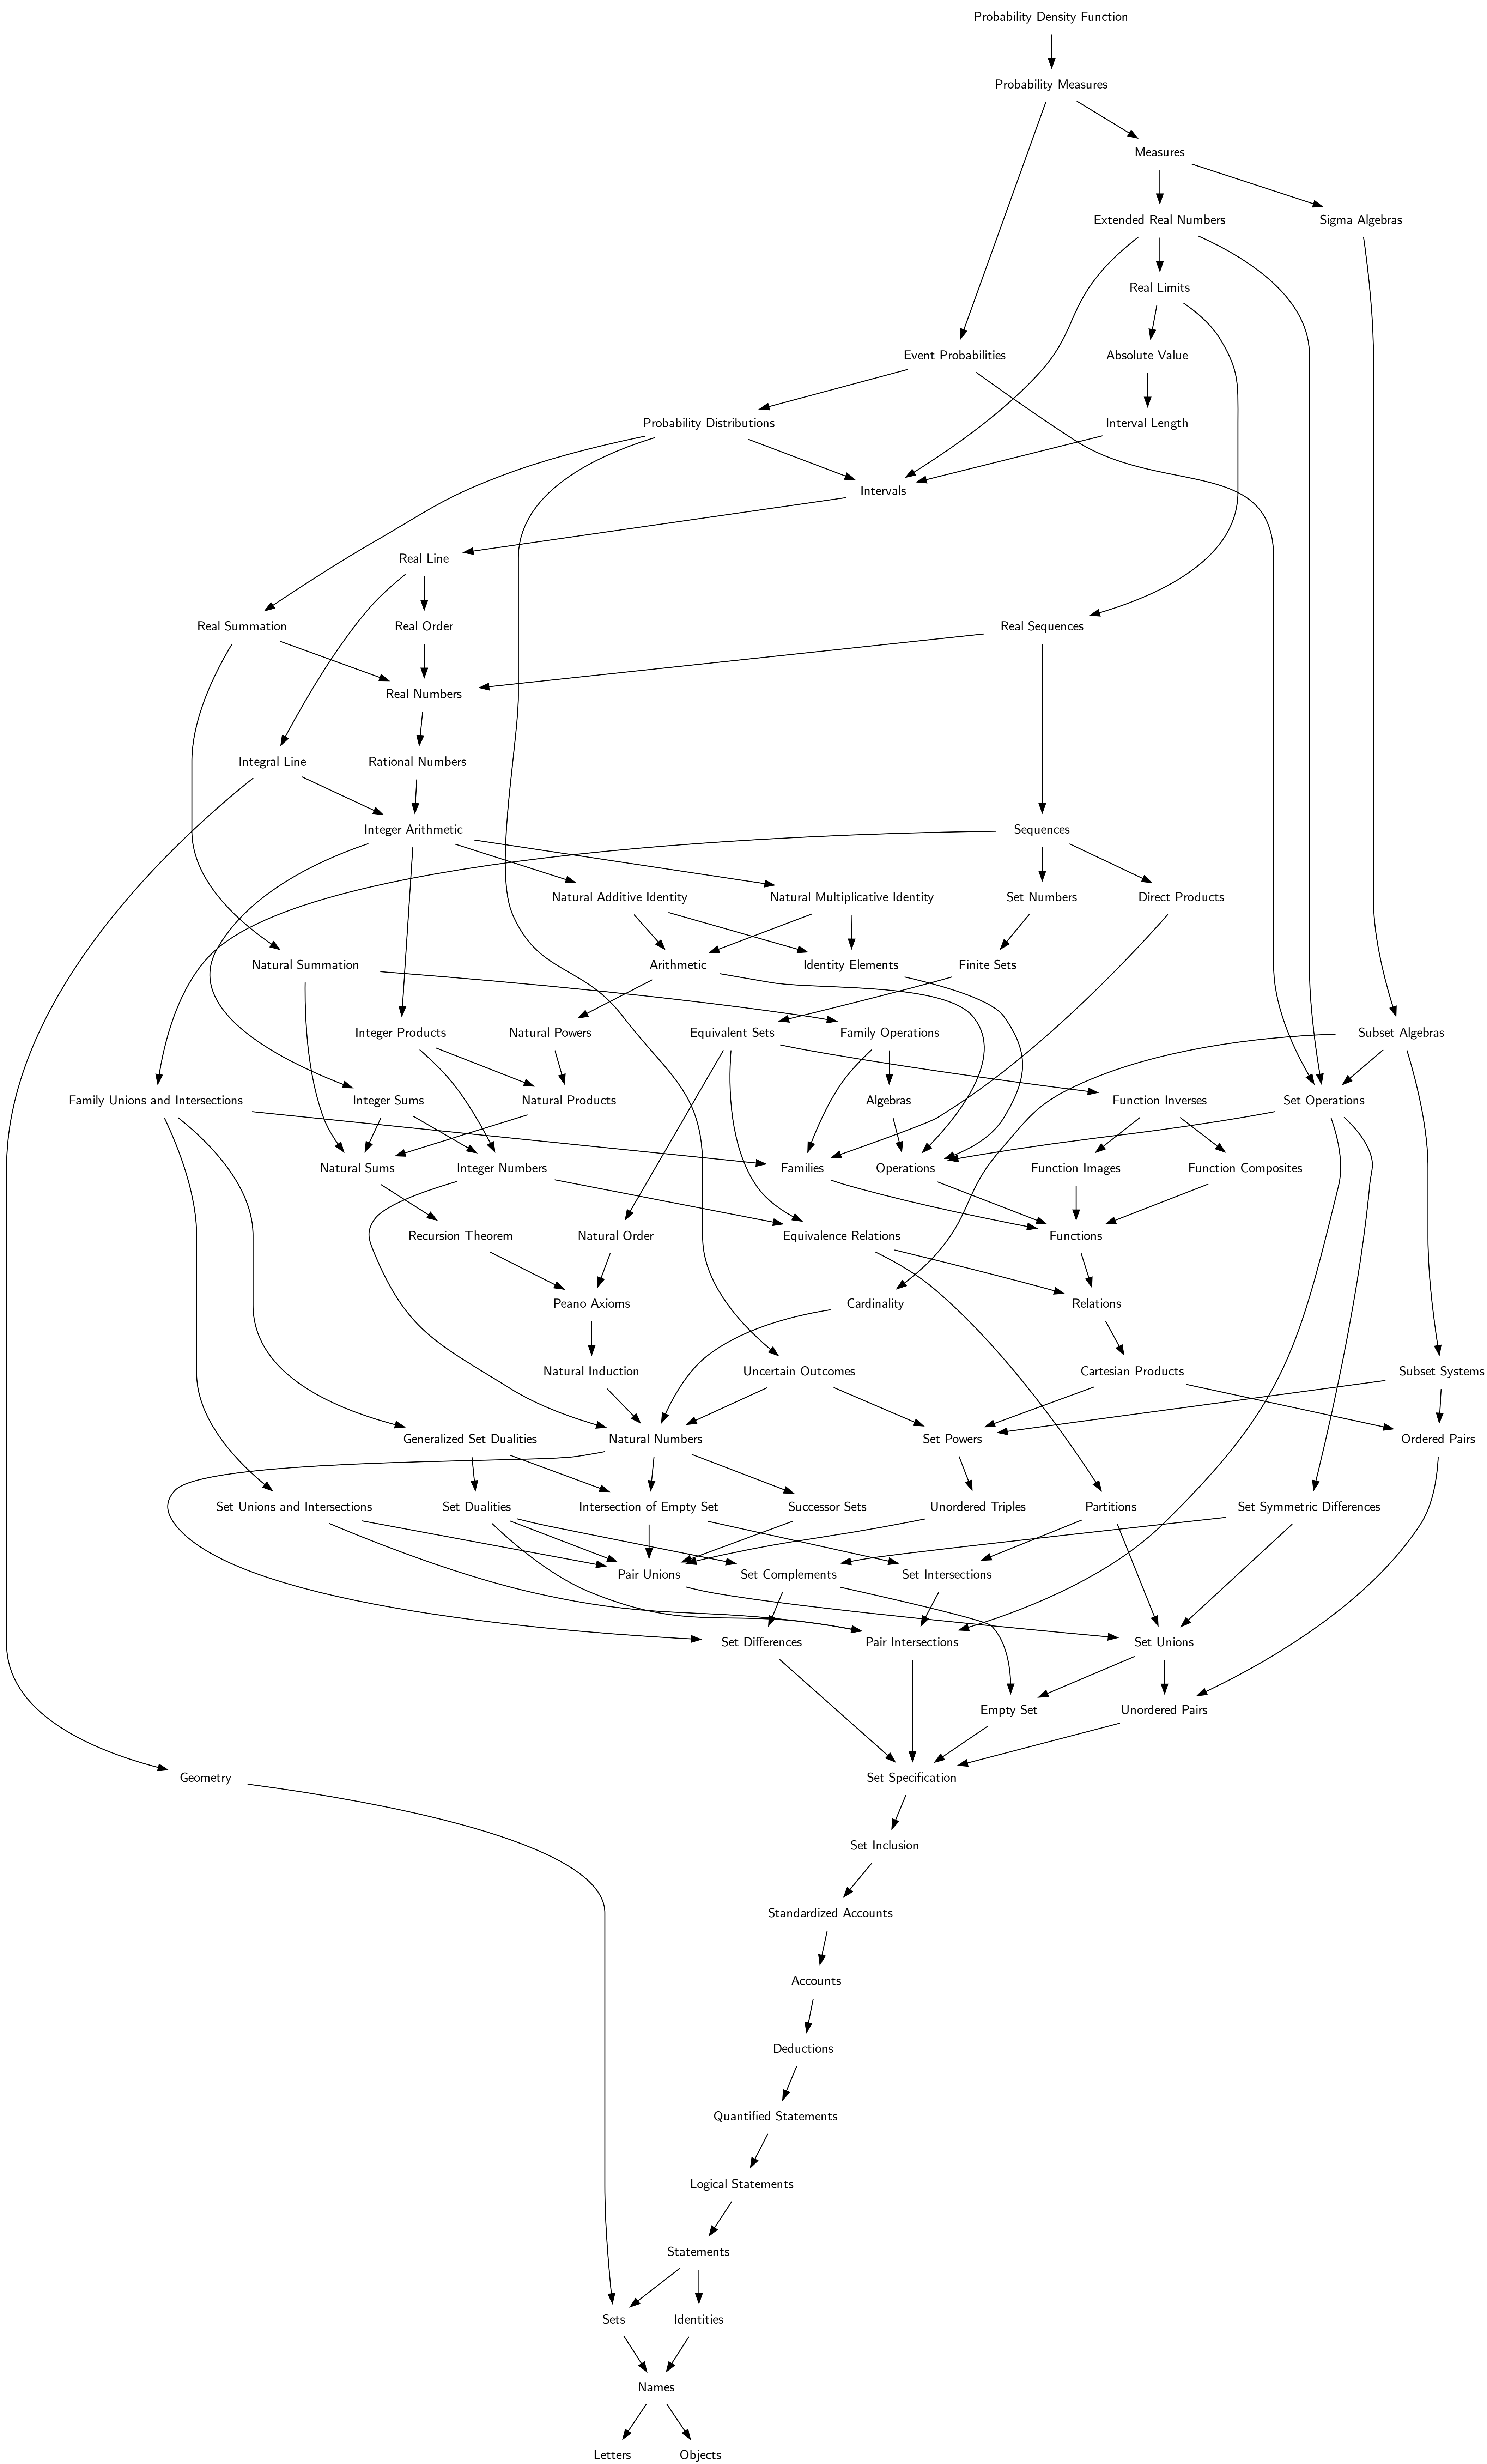 Probability Density Function
Probability Measures
Measures
Extended Real Numbers
Sigma Algebras
Real Limits
Event Probabilities
Absolute Value
Probability Distributions
Interval Length
Intervals
Real Line
Real Summation
Real Order
Real Sequences
Real Numbers
Integral Line
Rational Numbers
Integer Arithmetic
Sequences
Natural Additive Identity
Natural Multiplicative Identity
Set Numbers
Direct Products
Natural Summation
Arithmetic
Identity Elements
Finite Sets
Integer Products
Natural Powers
Equivalent Sets
Family Operations
Subset Algebras
Family Unions and Intersections
Integer Sums
Natural Products
Algebras
Function Inverses
Set Operations
Natural Sums
Integer Numbers
Families
Operations
Function Images
Function Composites
Recursion Theorem
Natural Order
Equivalence Relations
Functions
Peano Axioms
Cardinality
Relations
Natural Induction
Uncertain Outcomes
Cartesian Products
Subset Systems
Generalized Set Dualities
Natural Numbers
Set Powers
Ordered Pairs
Set Unions and Intersections
Set Dualities
Intersection of Empty Set
Successor Sets
Unordered Triples
Partitions
Set Symmetric Differences
Pair Unions
Set Complements
Set Intersections
Set Differences
Pair Intersections
Set Unions
Empty Set
Unordered Pairs
Geometry
Set Specification
Set Inclusion
Standardized Accounts
Accounts
Deductions
Quantified Statements
Logical Statements
Statements
Sets
Identities
Names
Letters
Objects